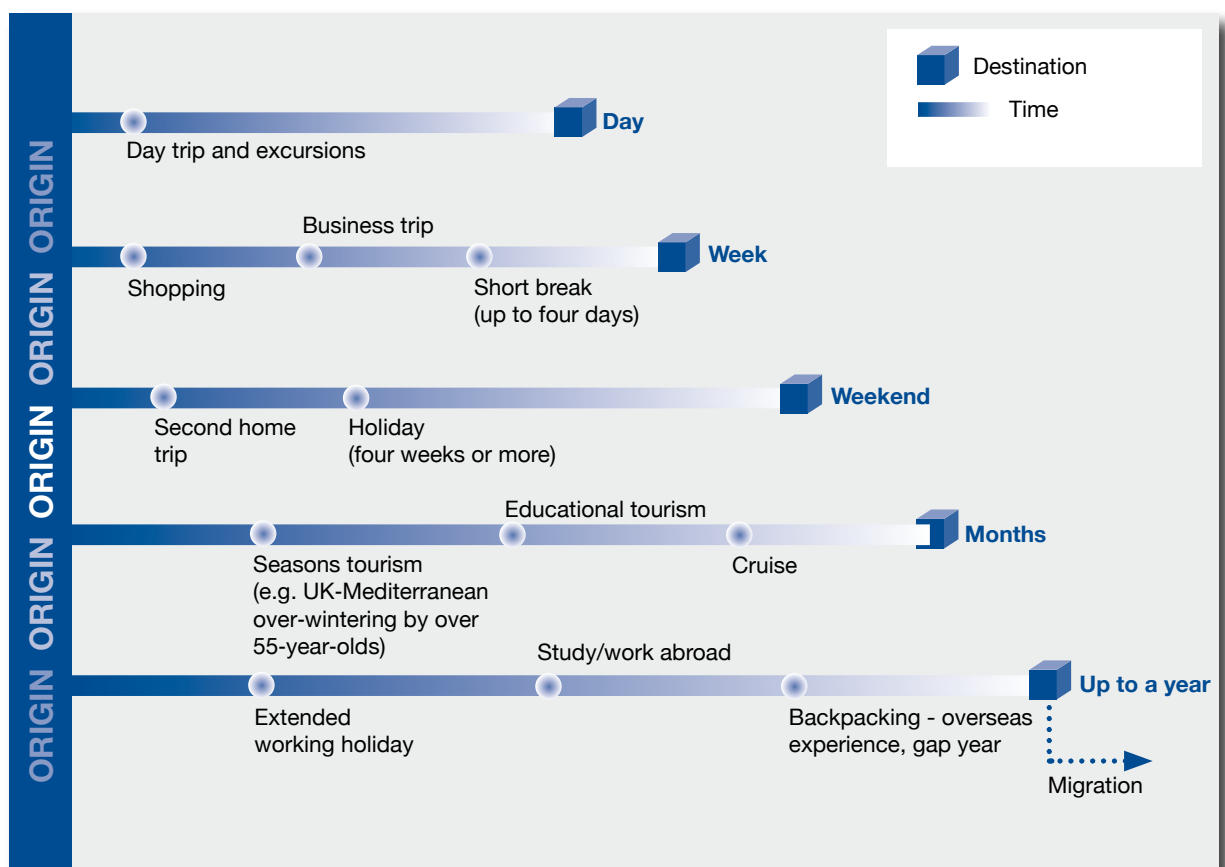 ORIGIN ORIGIN ORIGIN ORIGIN ORIGIN
Destination
Time
Day
Day trip and excursions
Business trip
Week
Shopping
Short break
(up to four days)
Weekend
Second home
trip
Holiday
(four weeks or more)
Educational tourism
Months
Seasons tourism
(e.g. UK-Mediterranean
over-wintering by over
55-year-olds)
Cruise
Study/work abroad
Up to a year
Extended
working holiday
Backpacking - overseas
experience, gap year
Migration